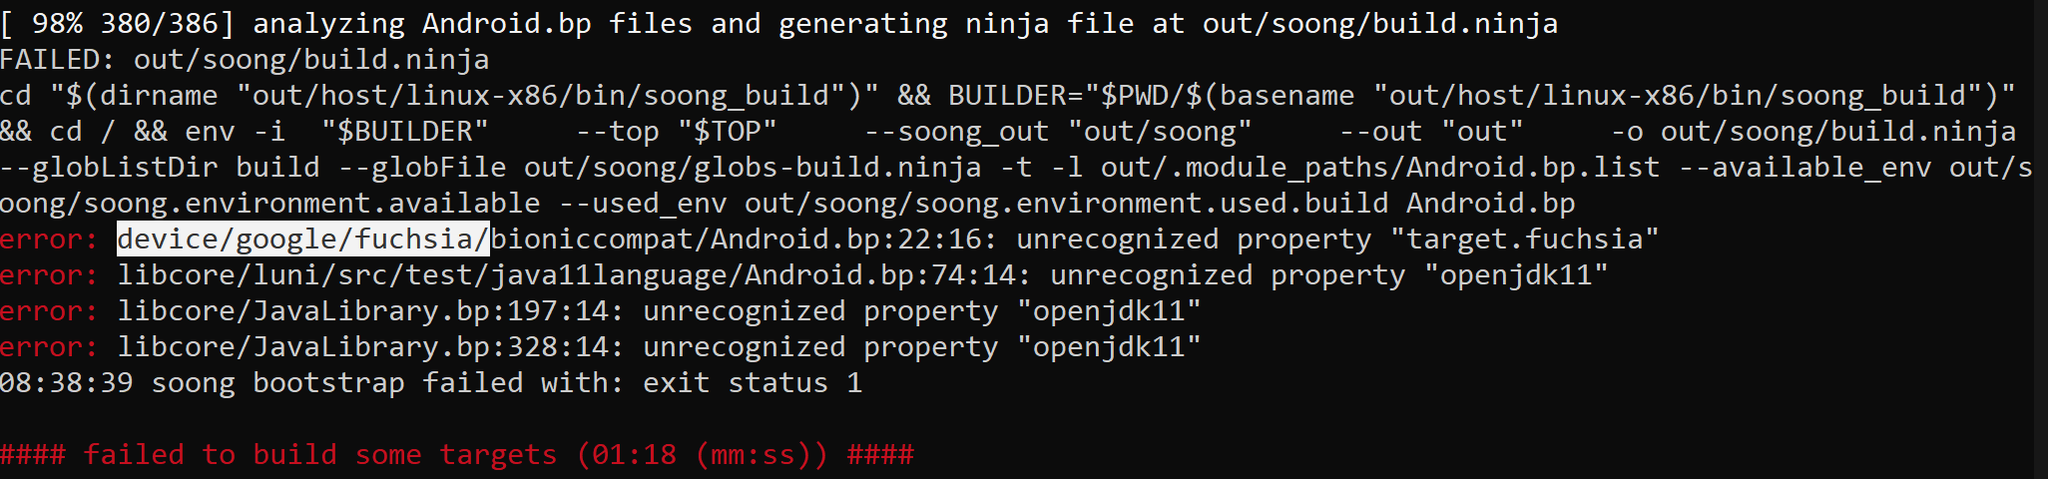 [ 98% 380/386] analyzing Android.bp files and generating ninja file at out/soong/build.ninja
FAILED: out/soong/build.ninja
cd "$(dirname "out/host/linux-x86/bin/soong_build")" && BUILDER="$PWD/$(basename "out/host/linux-x86/bin/soong_build")"
&& cd / && env -i  "$BUILDER"     --top "$TOP"     --soong_out "out/soong"     --out "out"     -o out/soong/build.ninja
--globListDir build --globFile out/soong/globs-build.ninja -t -l out/.module_paths/Android.bp.list --available_env out/s
oong/soong.environment.available --used_env out/soong/soong.environment.used.build Android.bp
error: device/google/fuchsia/bioniccompat/Android.bp:22:16: unrecognized property "target.fuchsia"
error: libcore/luni/src/test/java11language/Android.bp:74:14: unrecognized property "openjdk11"
error: libcore/JavaLibrary.bp:197:14: unrecognized property "openjdk11"
error: libcore/JavaLibrary.bp:328:14: unrecognized property "openjdk11"
08:38:39 soong bootstrap failed with: exit status 1
#### failed to build some targets (01:18 (mm:ss)) ####